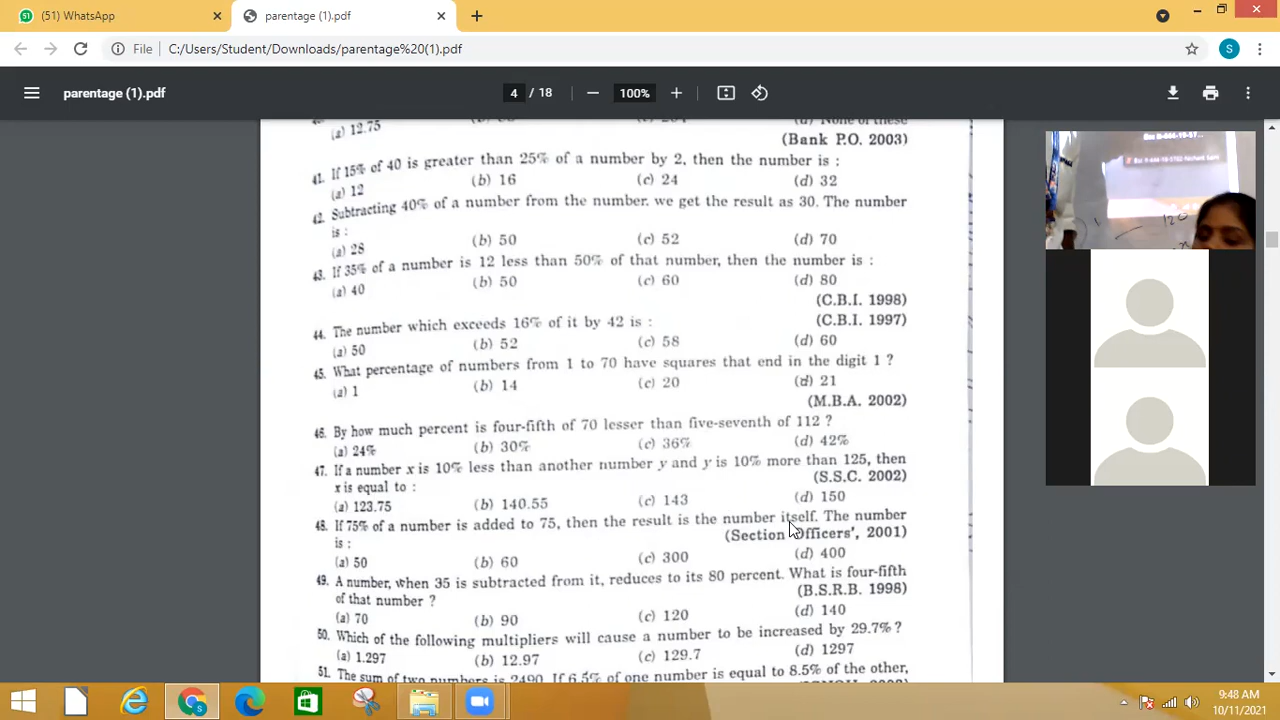 (51) WhatsApp
parentage (1).pdf
File C:/Users/Student/Downloads/parentage%20(1).pdf
S
parentage (1).pdf
4 / 18
100%
(a) 12.75
(d) None of these
(Bank P.O. 2003)
41. If 15% of 40 is greater than 25% of a number by 2, then the number is :
(a) 12 (b) 16 (c) 24 (d) 32
42. Subtracting 40% of a number from the number, we get the result as 30. The number
is :
(a) 28 (b) 50 (c) 52 (d) 70
43. If 35% of a number is 12 less than 50% of that number, then the number is :
(a) 40 (b) 50 (c) 60 (d) 80
(C.B.I. 1998)
(C.B.I. 1997)
44. The number which exceeds 16% of it by 42 is :
(a) 50 (b) 52 (c) 58 (d) 60
45. What percentage of numbers from 1 to 70 have squares that end in the digit 1 ?
(a) 1 (b) 14 (c) 20 (d) 21
(M.B.A. 2002)
46. By how much percent is four-fifth of 70 lesser than five-seventh of 112 ?
(a) 24% (b) 30% (c) 36% (d) 42%
47. If a number x is 10% less than another number y and y is 10% more than 125, then
x is equal to : (S.S.C. 2002)
(a) 123.75 (b) 140.55 (c) 143 (d) 150
48. If 75% of a number is added to 75, then the result is the number itself. The number
is : (Section Officers', 2001)
(a) 50 (b) 60 (c) 300 (d) 400
49. A number, when 35 is subtracted from it, reduces to its 80 percent. What is four-fifth
of that number ? (B.S.R.B. 1998)
(a) 70 (b) 90 (c) 120 (d) 140
50. Which of the following multipliers will cause a number to be increased by 29.7% ?
(a) 1.297 (b) 12.97 (c) 129.7 (d) 1297
51. The sum of two numbers is 2490. If 6.5% of one number is equal to 8.5% of the other,
120
9:48 AM
10/11/2021